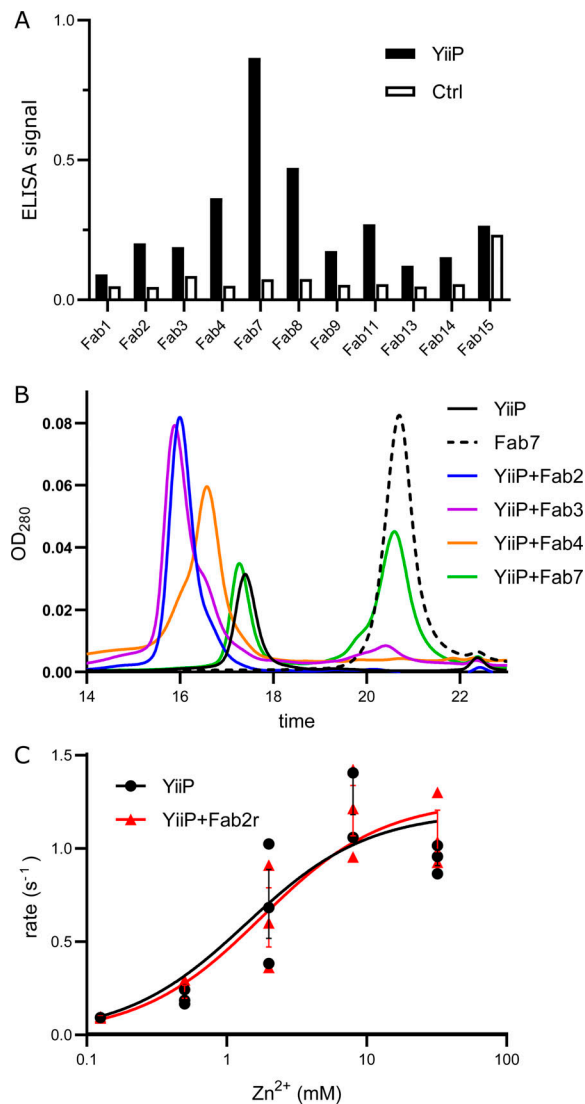 A
1.0
0.5
0.0
ELISA signal
YiiP
Ctrl
Fab1
Fab2
Fab3
Fab4
Fab7
Fab8
Fab9
Fab11
Fab13
Fab14
Fab15
B
0.08
0.06
0.04
0.02
0.00
OD280
14
16
18
20
22
time
YiiP
Fab7
YiiP+Fab2
YiiP+Fab3
YiiP+Fab4
YiiP+Fab7
C
1.5
1.0
0.5
0.0
rate (s⁻¹)
YiiP
YiiP+Fab2r
0.1
1
10
100
Zn²⁺ (mM)